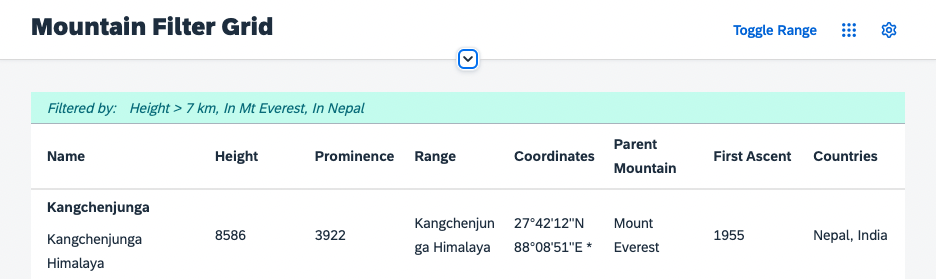 Mountain Filter Grid
Toggle Range
Filtered by: Height > 7 km, In Mt Everest, In Nepal
Name Height Prominence Range Coordinates Parent Mountain First Ascent Countries
Kangchenjunga
Kangchenjunga Himalaya
8586
3922
Kangchenjun
ga Himalaya
27°42'12"N
88°08'51"E *
Mount
Everest
1955
Nepal, India